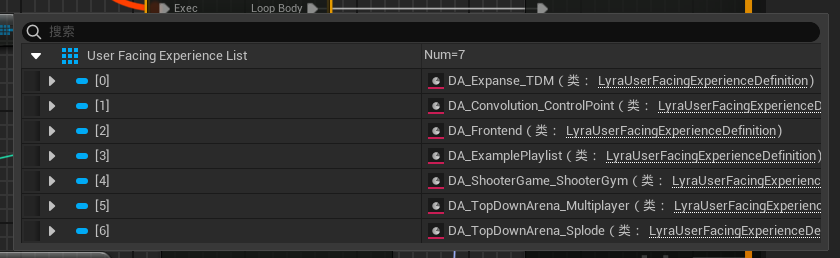 Exec Loop Body
搜索
User Facing Experience List Num=7
[0] DA_Expanse_TDM ( 类： LyraUserFacingExperienceDefinition)
[1] DA_Convolution_ControlPoint ( 类： LyraUserFacingExperienceD
[2] DA_Frontend ( 类： LyraUserFacingExperienceDefinition)
[3] DA_ExamplePlaylist ( 类： LyraUserFacingExperienceDefinition)
[4] DA_ShooterGame_ShooterGym ( 类： LyraUserFacingExperienc
[5] DA_TopDownArena_Multiplayer ( 类： LyraUserFacingExperienc
[6] DA_TopDownArena_Splode ( 类： LyraUserFacingExperienceDe